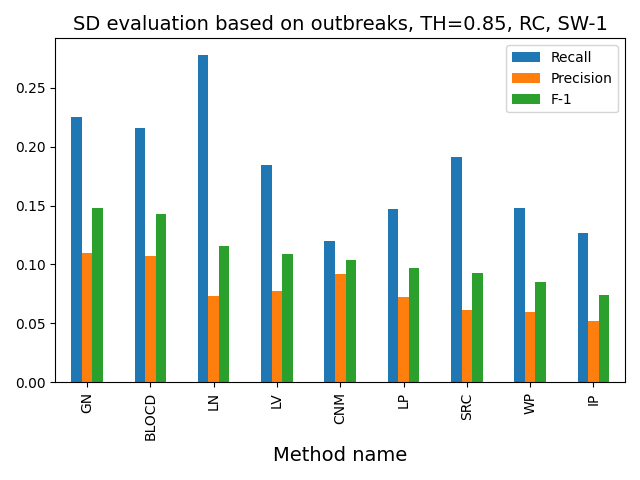 SD evaluation based on outbreaks, TH=0.85, RC, SW-1
Recall
Precision
F-1
0.25
0.20
0.15
0.10
0.05
0.00
GN
BLOCD
LN
LV
CNM
LP
SRC
WP
IP
Method name